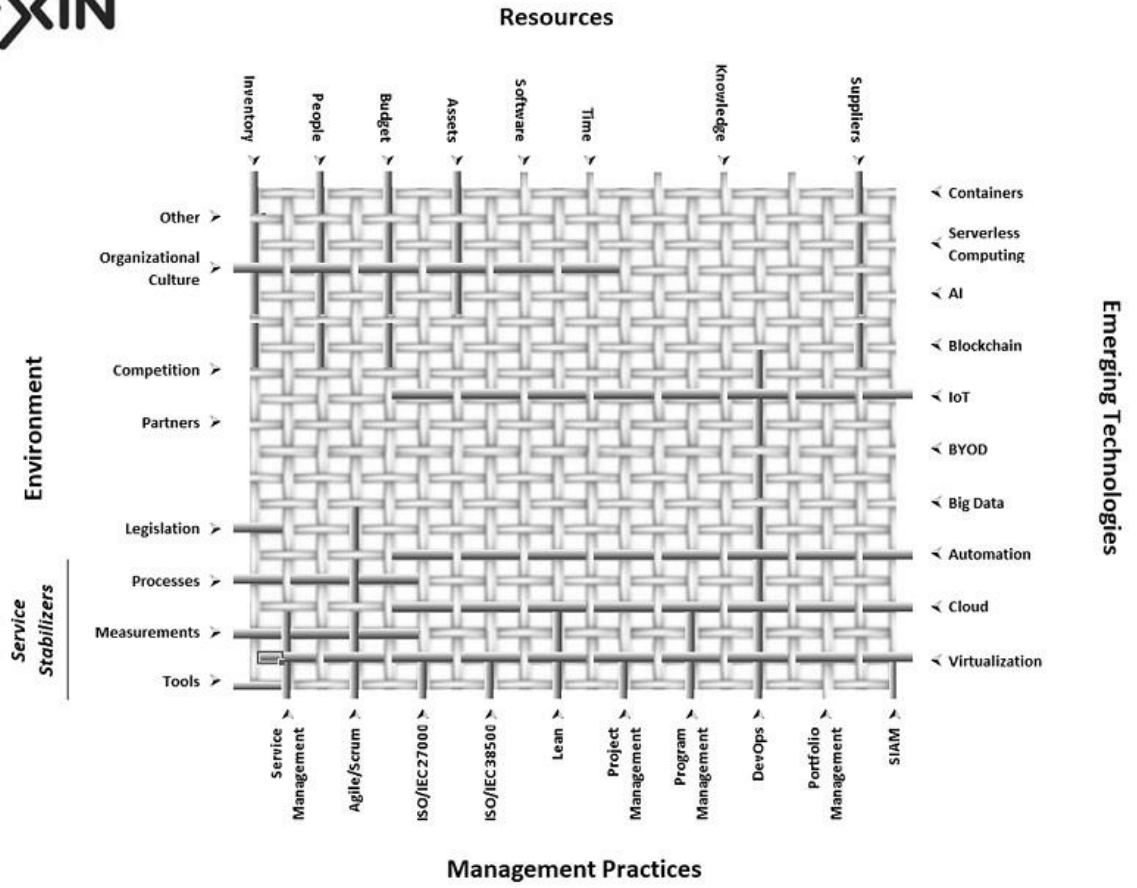 Resources
Inventory
People
Budget
Assets
Software
Time
Knowledge
Suppliers
Environment
Other
Organizational
Culture
Competition
Partners
Legislation
Service
Stabilizers
Processes
Measurements
Tools
Containers
Serverless
Computing
AI
Blockchain
IoT
BYOD
Big Data
Automation
Cloud
Virtualization
Emerging Technologies
Service
Management
Agile/Scrum
ISO/IEC27000
ISO/IEC38500
Lean
Project
Management
Program
Management
DevOps
Portfolio
Management
SIAM
Management Practices